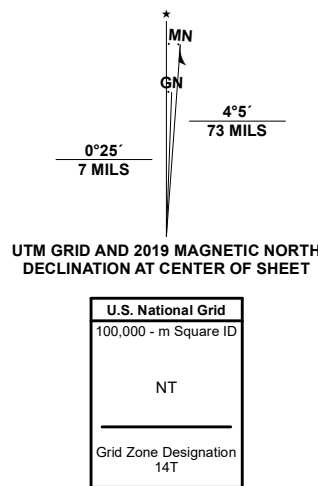 ★
MN
GN
4°5´
73 MILS
0°25´
7 MILS
UTM GRID AND 2019 MAGNETIC NORTH
DECLINATION AT CENTER OF SHEET
U.S. National Grid
100,000 - m Square ID
NT
Grid Zone Designation
14T